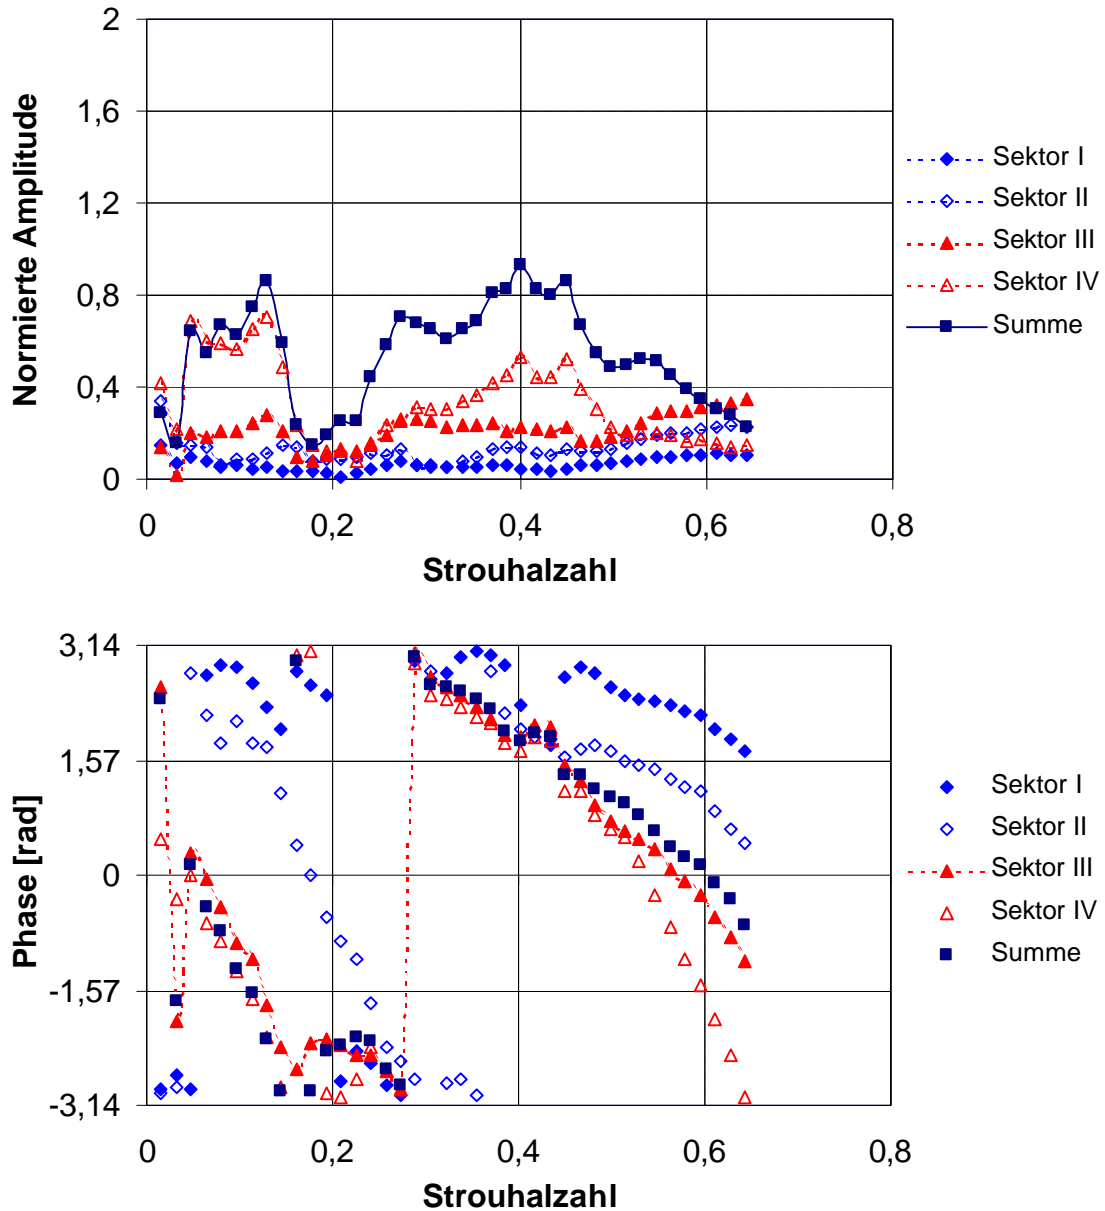 2
1,6
1,2
0,8
0,4
0
Normierte Amplitude
0
0,2
0,4
0,6
0,8
Strouhalzahl
Sektor I
Sektor II
Sektor III
Sektor IV
Summe
3,14
1,57
0
-1,57
-3,14
Phase [rad]
0
0,2
0,4
0,6
0,8
Strouhalzahl
Sektor I
Sektor II
Sektor III
Sektor IV
Summe